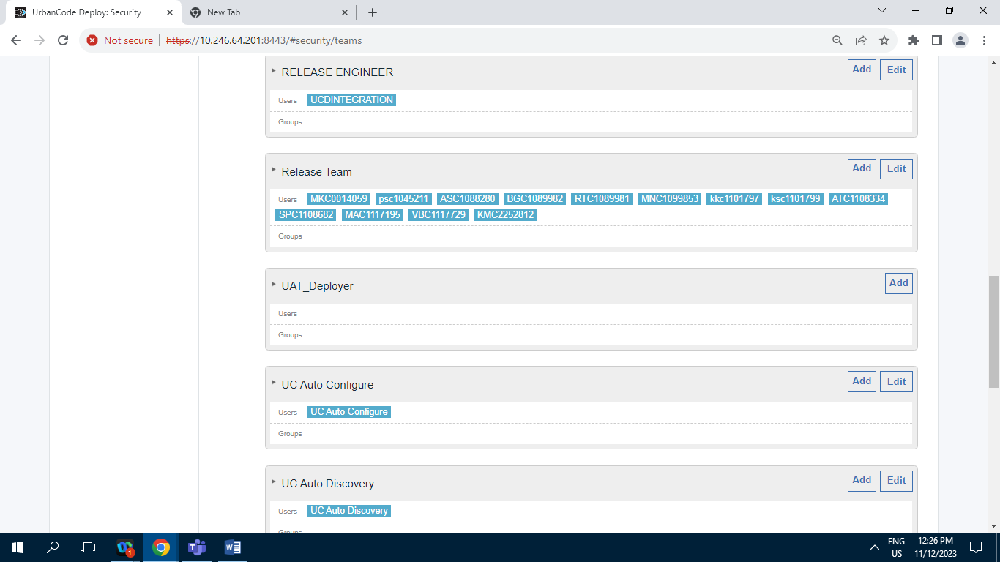 UrbanCode Deploy: Security
New Tab
Not secure https://10.246.64.201:8443/#security/teams
RELEASE ENGINEER Add Edit
Users UCDINTEGRATION
Groups
Release Team Add Edit
Users MKC0014059 psc1045211 ASC1088280 BGC1089982 RTC1089981 MNC1099853 kkc1101797 ksc1101799 ATC1108334
SPC1108682 MAC1117195 VBC1117729 KMC2252812
Groups
UAT_Deployer Add
Users
Groups
UC Auto Configure Add Edit
Users UC Auto Configure
Groups
UC Auto Discovery Add Edit
Users UC Auto Discovery
Groups
1
ENG
US
12:26 PM
11/12/2023